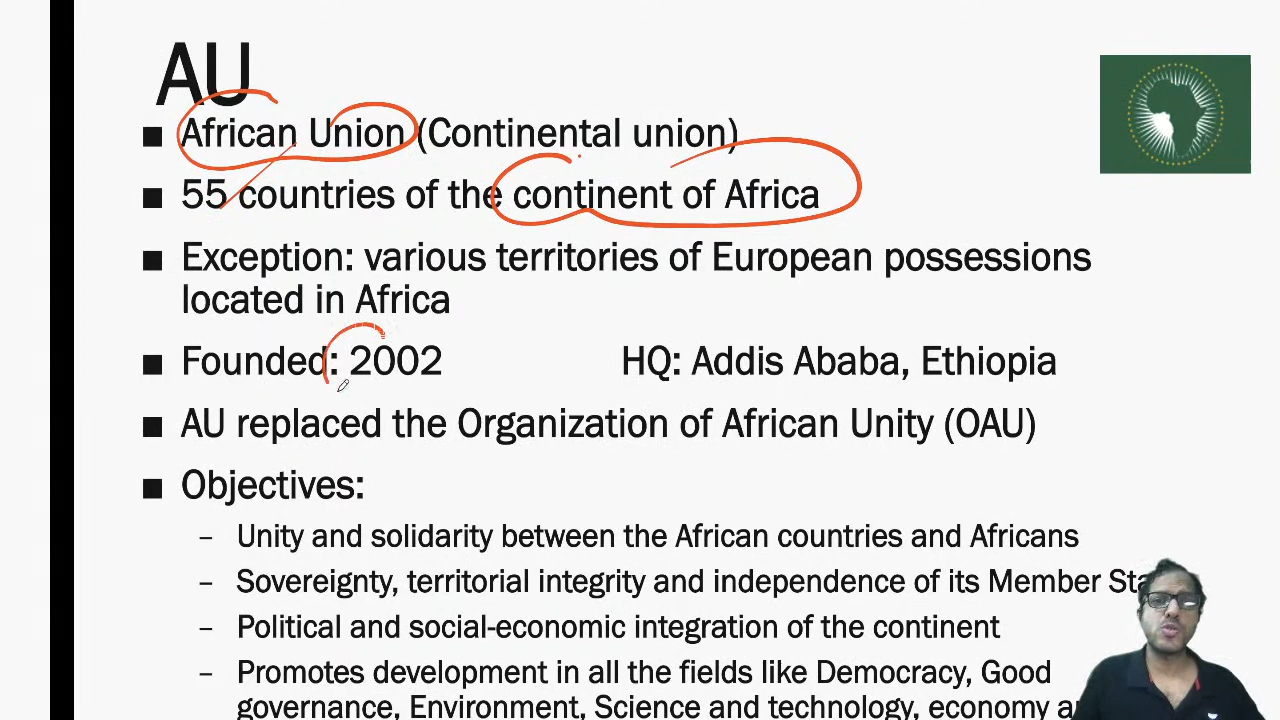 AU
■ African Union (Continental union)
■ 55 countries of the continent of Africa
■ Exception: various territories of European possessions
located in Africa
■ Founded: 2002 HQ: Addis Ababa, Ethiopia
■ AU replaced the Organization of African Unity (OAU)
■ Objectives:
– Unity and solidarity between the African countries and Africans
– Sovereignty, territorial integrity and independence of its Member
– Political and social-economic integration of the continent
– Promotes development in all the fields like Democracy, Good
governance, Environment, Science and technology, economy